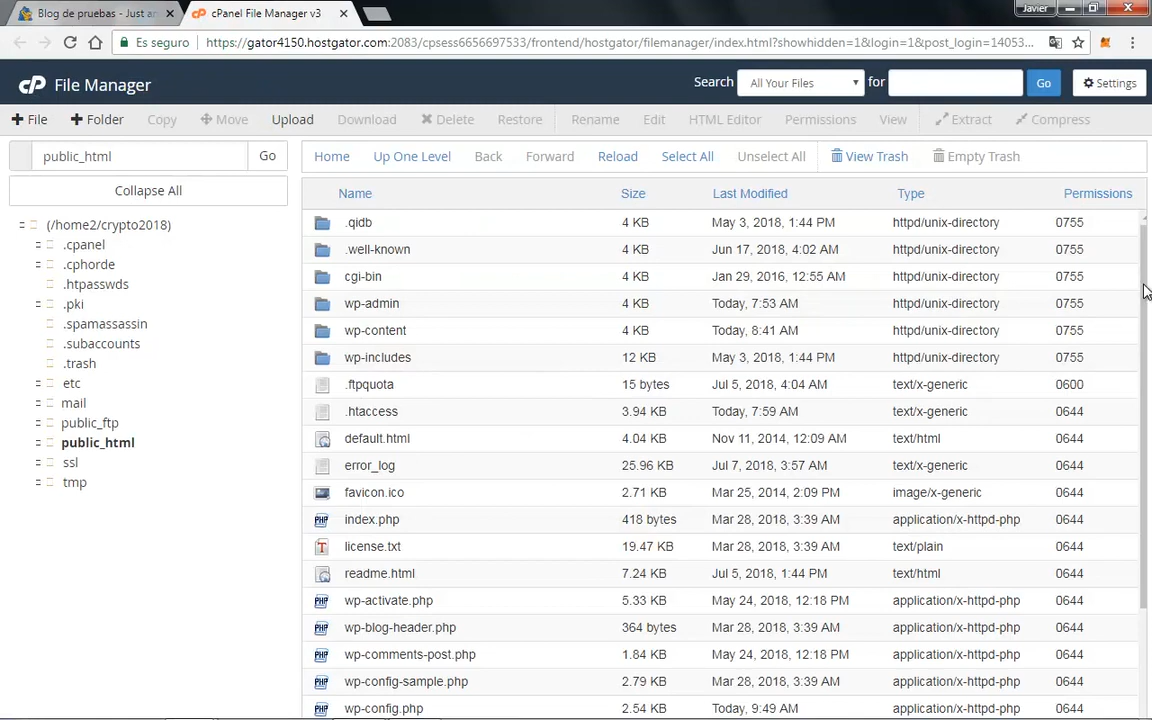 Blog de pruebas - Just an
cPanel File Manager v3
Javier
Es seguro
https://gator4150.hostgator.com:2083/cpsess6656697533/frontend/hostgator/filemanager/index.html?showhidden=1&login=1&post_login=14053...
cP File Manager
Search All Your Files for Go Settings
File Folder Copy Move Upload Download Delete Restore Rename Edit HTML Editor Permissions View Extract Compress
public_html Go
Home Up One Level Back Forward Reload Select All Unselect All View Trash Empty Trash
Collapse All
(/home2/crypto2018)
.cpanel
.cphorde
.htpasswds
.pki
.spamassassin
.subaccounts
.trash
etc
mail
public_ftp
public_html
ssl
tmp
Name Size Last Modified Type Permissions
.qidb 4 KB May 3, 2018, 1:44 PM httpd/unix-directory 0755
.well-known 4 KB Jun 17, 2018, 4:02 AM httpd/unix-directory 0755
cgi-bin 4 KB Jan 29, 2016, 12:55 AM httpd/unix-directory 0755
wp-admin 4 KB Today, 7:53 AM httpd/unix-directory 0755
wp-content 4 KB Today, 8:41 AM httpd/unix-directory 0755
wp-includes 12 KB May 3, 2018, 1:44 PM httpd/unix-directory 0755
.ftpquota 15 bytes Jul 5, 2018, 4:04 AM text/x-generic 0600
.htaccess 3.94 KB Today, 7:59 AM text/x-generic 0644
default.html 4.04 KB Nov 11, 2014, 12:09 AM text/html 0644
error_log 25.96 KB Jul 7, 2018, 3:57 AM text/x-generic 0644
favicon.ico 2.71 KB Mar 25, 2014, 2:09 PM image/x-generic 0644
PHP index.php 418 bytes Mar 28, 2018, 3:39 AM application/x-httpd-php 0644
T license.txt 19.47 KB Mar 28, 2018, 3:39 AM text/plain 0644
readme.html 7.24 KB Jul 5, 2018, 1:44 PM text/html 0644
PHP wp-activate.php 5.33 KB May 24, 2018, 12:18 PM application/x-httpd-php 0644
PHP wp-blog-header.php 364 bytes Mar 28, 2018, 3:39 AM application/x-httpd-php 0644
PHP wp-comments-post.php 1.84 KB May 24, 2018, 12:18 PM application/x-httpd-php 0644
PHP wp-config-sample.php 2.79 KB Mar 28, 2018, 3:39 AM application/x-httpd-php 0644
PHP wp-config.php 2.54 KB Today, 9:49 AM application/x-httpd-php 0644